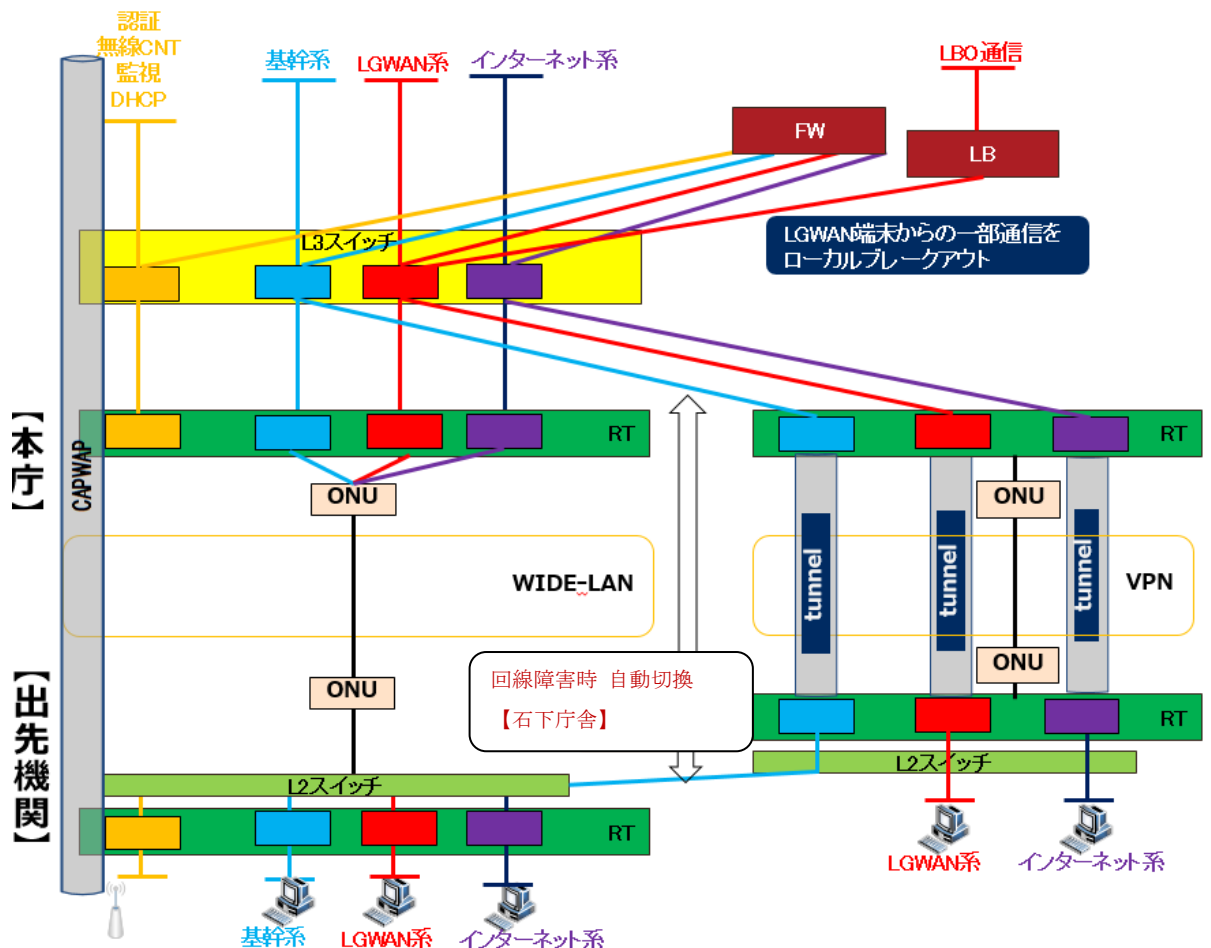 認証
無線CNT
監視
DHCP
基幹系
LGWAN系
インターネット系
LBO通信
FW
LB
LGWAN端末からの一部通信を
ローカルブレークアウト
L3スイッチ
【本庁】
CAPWAP
RT
RT
ONU
ONU
WIDE-LAN
tunnel
tunnel
tunnel
VPN
【出先機関】
ONU
回線障害時 自動切換
【石下庁舎】
ONU
RT
L2スイッチ
L2スイッチ
RT
LGWAN系
インターネット系
基幹系
LGWAN系
インターネット系